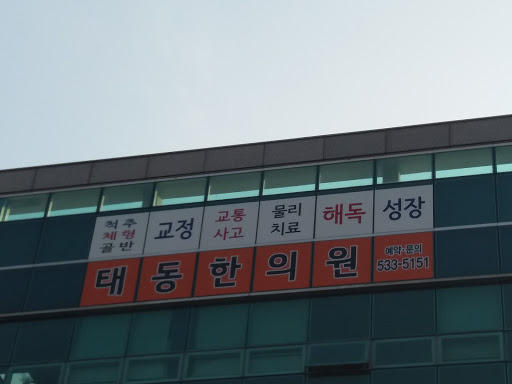 척추
체형
골반
교정
교통
사고
물리
치료
해독
성장
태동한의원
예약·문의
533-5151